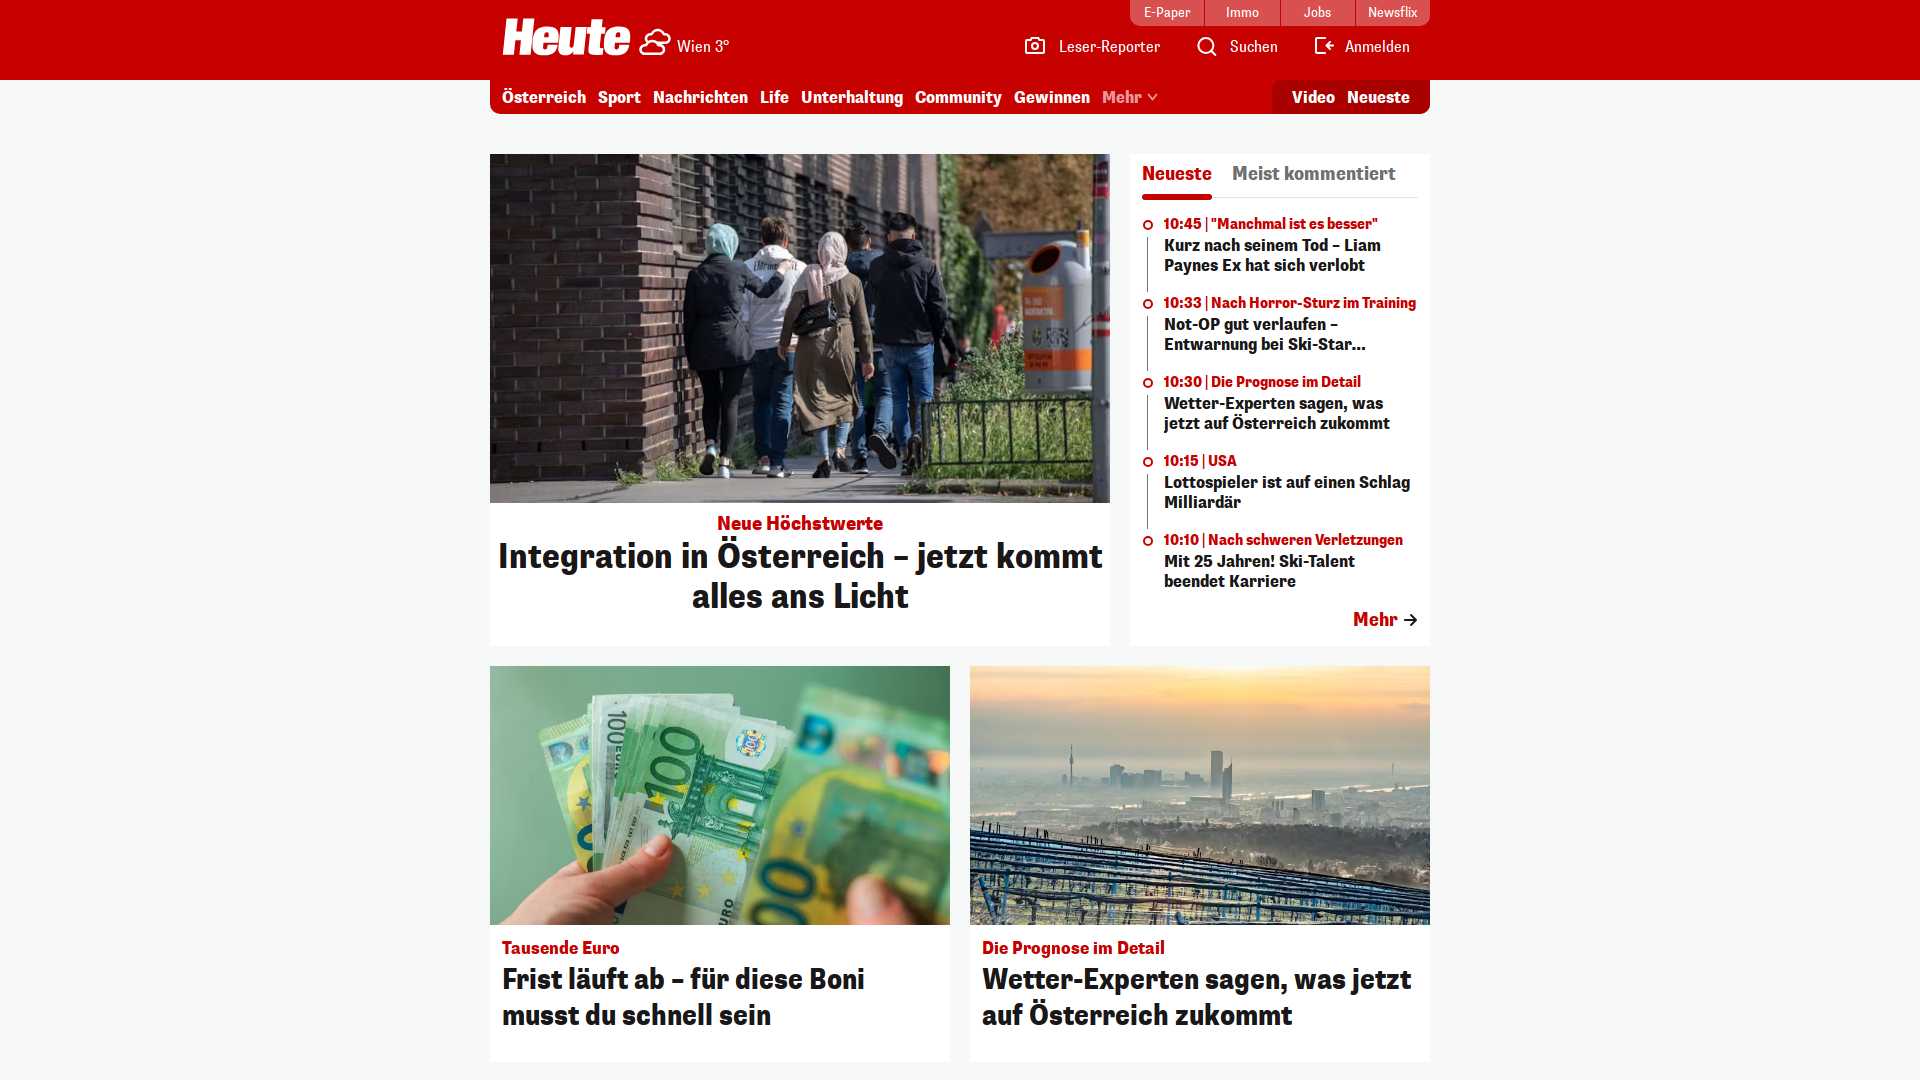 E-Paper
Immo
Jobs
Newsflix
Heute
Wien 3°
Leser-Reporter
Suchen
Anmelden
Österreich
Sport
Nachrichten
Life
Unterhaltung
Community
Gewinnen
Mehr
Video
Neueste
Neue Höchstwerte
Integration in Österreich – jetzt kommt
alles ans Licht
Neueste
Meist kommentiert
10:45 | "Manchmal ist es besser"
Kurz nach seinem Tod – Liam
Paynes Ex hat sich verlobt
10:33 | Nach Horror-Sturz im Training
Not-OP gut verlaufen –
Entwarnung bei Ski-Star...
10:30 | Die Prognose im Detail
Wetter-Experten sagen, was
jetzt auf Österreich zukommt
10:15 | USA
Lottospieler ist auf einen Schlag
Milliardär
10:10 | Nach schweren Verletzungen
Mit 25 Jahren! Ski-Talent
beendet Karriere
Mehr
100
100
100
Tausende Euro
Frist läuft ab – für diese Boni
musst du schnell sein
Die Prognose im Detail
Wetter-Experten sagen, was jetzt
auf Österreich zukommt